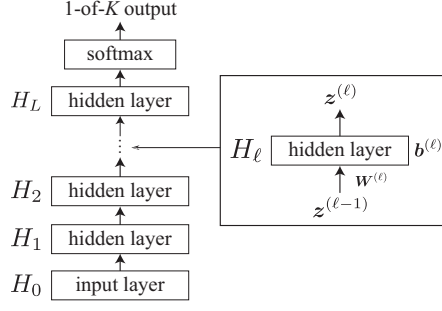 1-of-K output
softmax
H_L hidden layer
⋮
H_2 hidden layer
H_1 hidden layer
H_0 input layer
z^{(ℓ)}
H_ℓ hidden layer b^{(ℓ)}
W^{(ℓ)}
z^{(ℓ-1)}